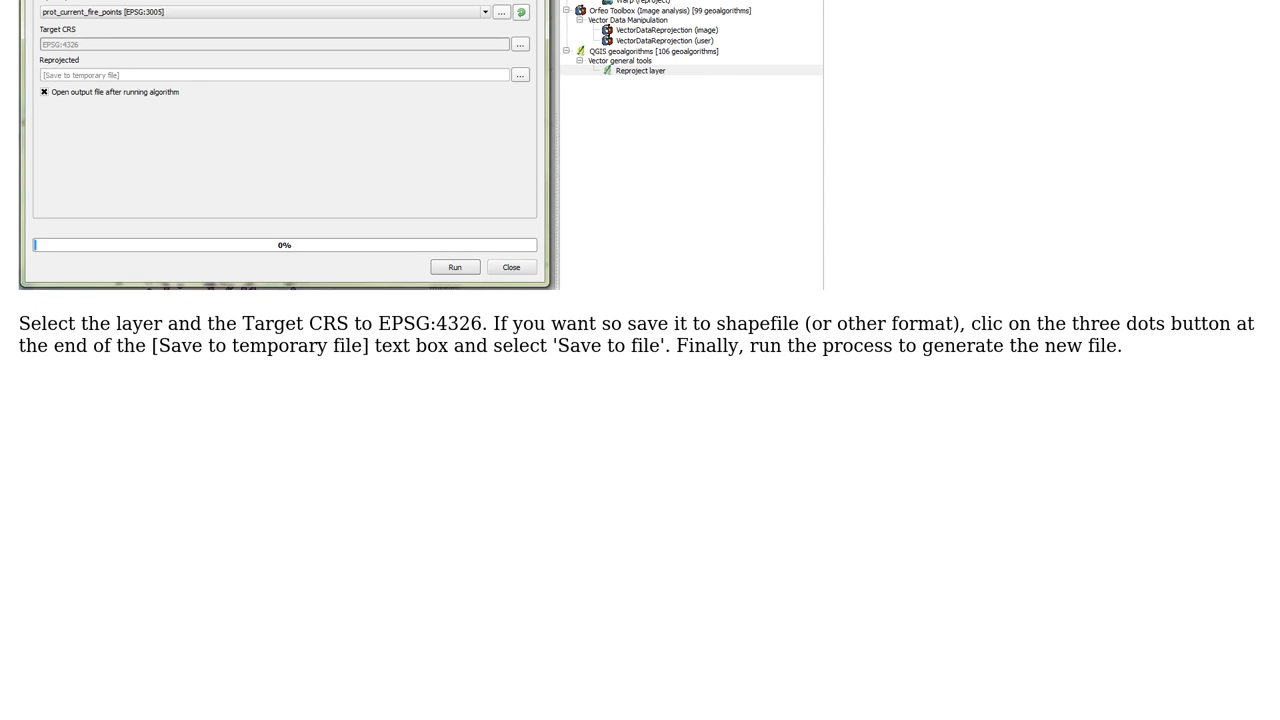 prot_current_fire_points [EPSG:3005]
...
Target CRS
EPSG:4326
...
Reprojected
[Save to temporary file]
...
Open output file after running algorithm
0%
Run
Close
Orfeo Toolbox (Image analysis) [99 geoalgorithms]
Vector Data Manipulation
VectorDataReprojection (image)
VectorDataReprojection (user)
QGIS geoalgorithms [106 geoalgorithms]
Vector general tools
Reproject layer
Select the layer and the Target CRS to EPSG:4326. If you want so save it to shapefile (or other format), clic on the three dots button at
the end of the [Save to temporary file] text box and select 'Save to file'. Finally, run the process to generate the new file.